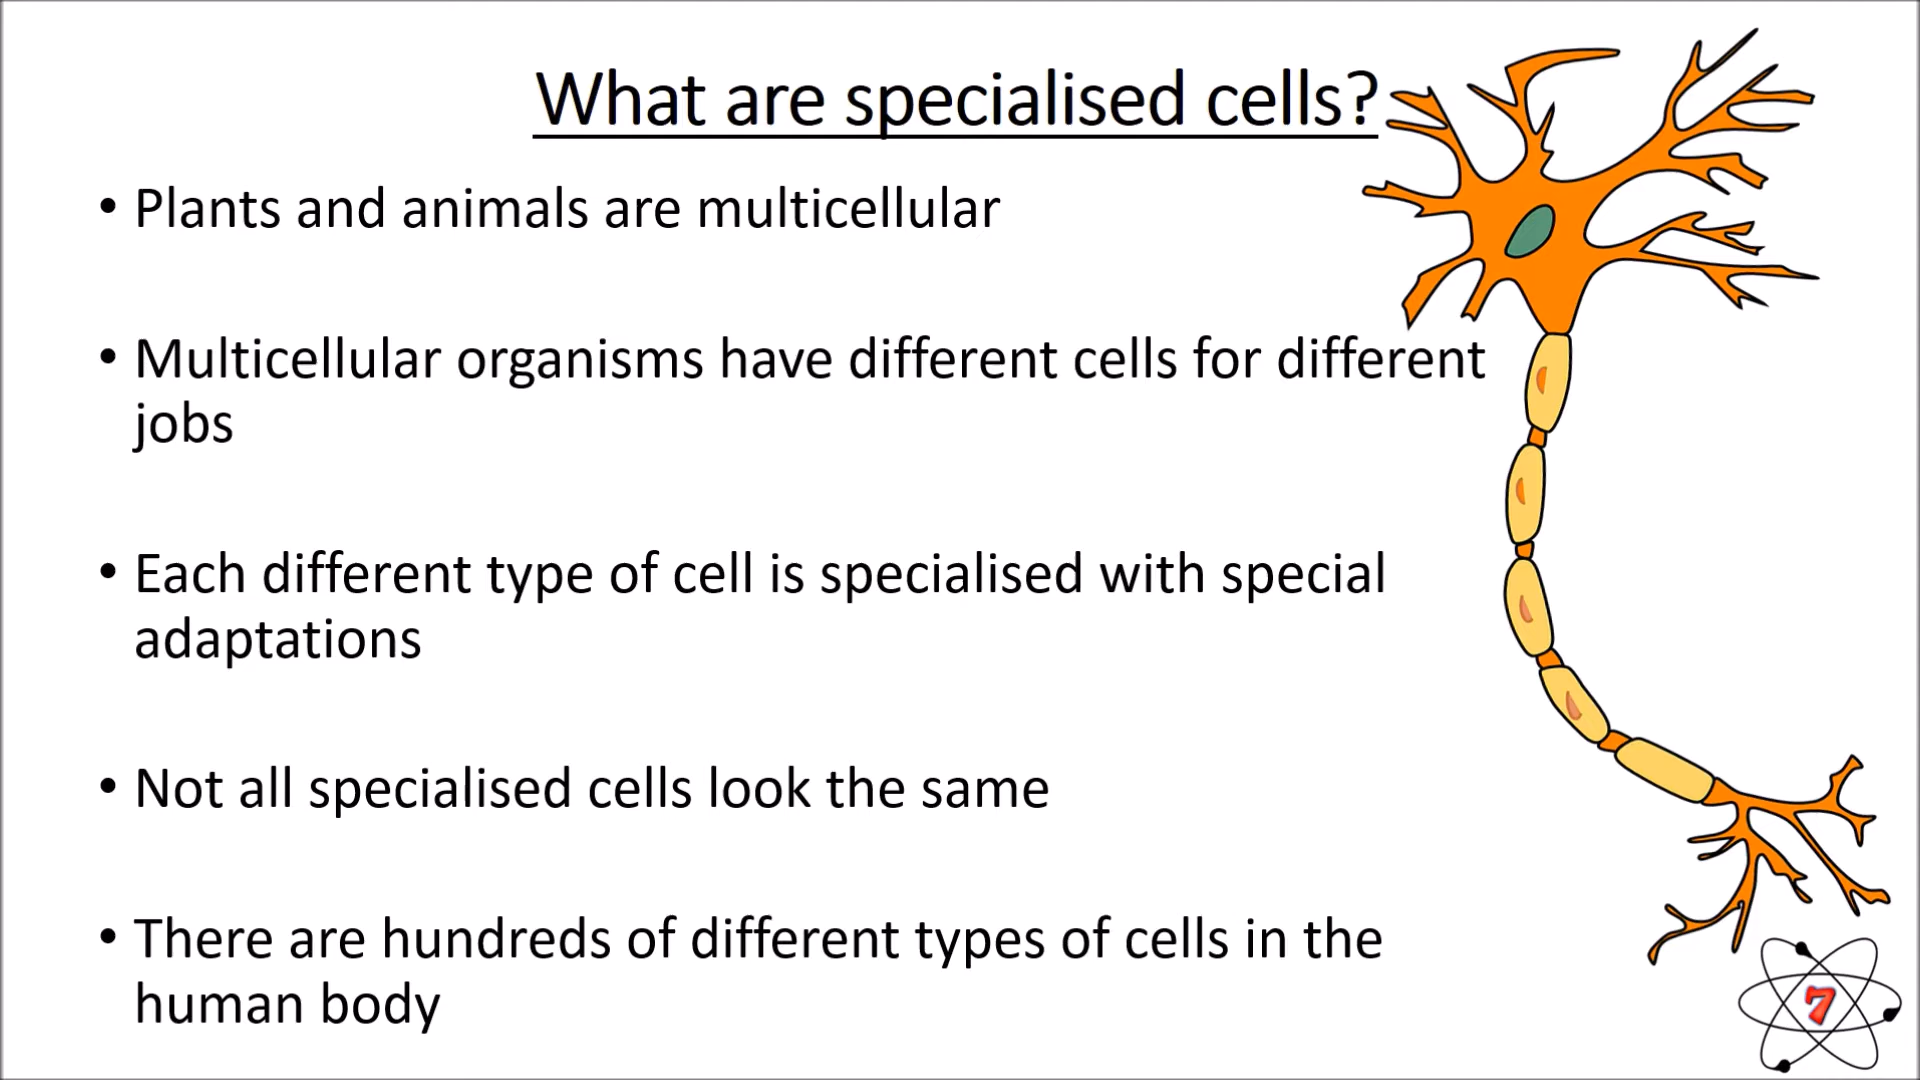 What are specialised cells?
• Plants and animals are multicellular
• Multicellular organisms have different cells for different
jobs
• Each different type of cell is specialised with special
adaptations
• Not all specialised cells look the same
• There are hundreds of different types of cells in the
human body
7